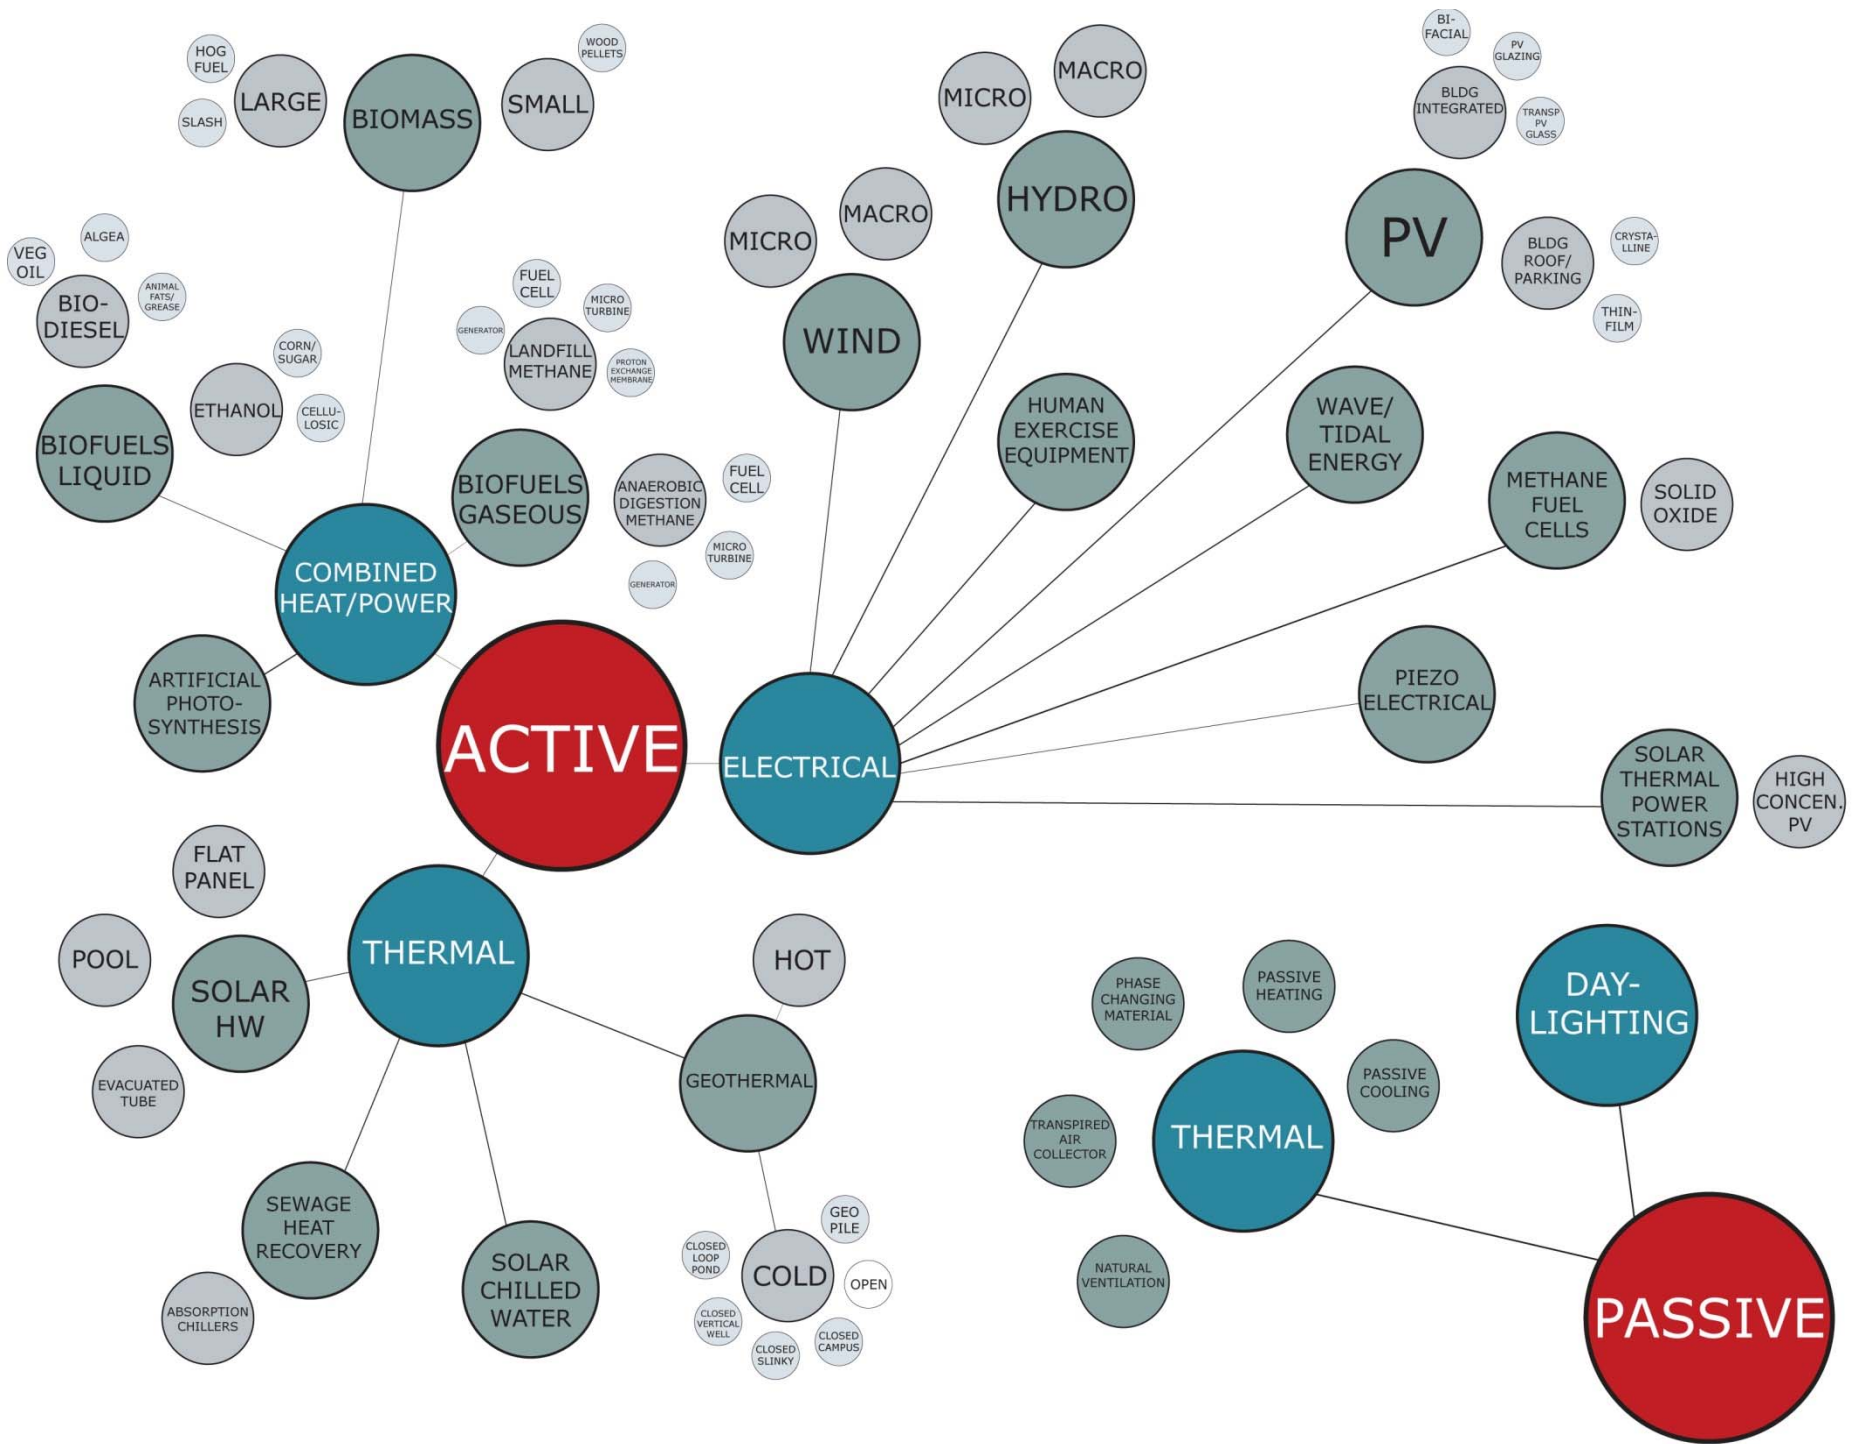 HOG
FUEL
SLASH
LARGE
BIOMASS
SMALL
WOOD
PELLETS
VEG
OIL
ALGEA
ANIMAL
FATS/
GREASE
BIO-
DIESEL
CORN/
SUGAR
ETHANOL
CELLU-
LOSIC
BIOFUELS
LIQUID
FUEL
CELL
MICRO
TURBINE
GENERATOR
LANDFILL
METHANE
PROTON
EXCHANGE
MEMBRANE
BIOFUELS
GASEOUS
ANAEROBIC
DIGESTION
METHANE
FUEL
CELL
MICRO
TURBINE
GENERATOR
COMBINED
HEAT/POWER
ARTIFICIAL
PHOTO-
SYNTHESIS
ACTIVE
ELECTRICAL
MICRO
MACRO
WIND
MICRO
MACRO
HYDRO
HUMAN
EXERCISE
EQUIPMENT
BI-
FACIAL
PV
GLAZING
BLDG
INTEGRATED
TRANSP
PV
GLASS
PV
BLDG
ROOF/
PARKING
CRYSTA-
LLINE
THIN-
FILM
WAVE/
TIDAL
ENERGY
METHANE
FUEL
CELLS
SOLID
OXIDE
PIEZO
ELECTRICAL
SOLAR
THERMAL
POWER
STATIONS
HIGH
CONCEN.
PV
THERMAL
FLAT
PANEL
POOL
SOLAR
HW
EVACUATED
TUBE
SEWAGE
HEAT
RECOVERY
ABSORPTION
CHILLERS
SOLAR
CHILLED
WATER
HOT
GEOTHERMAL
GEO
PILE
CLOSED
LOOP
POND
COLD
OPEN
CLOSED
VERTICAL
WELL
CLOSED
SLINKY
CLOSED
CAMPUS
PHASE
CHANGING
MATERIAL
PASSIVE
HEATING
PASSIVE
COOLING
TRANSPIRED
AIR
COLLECTOR
THERMAL
NATURAL
VENTILATION
DAY-
LIGHTING
PASSIVE